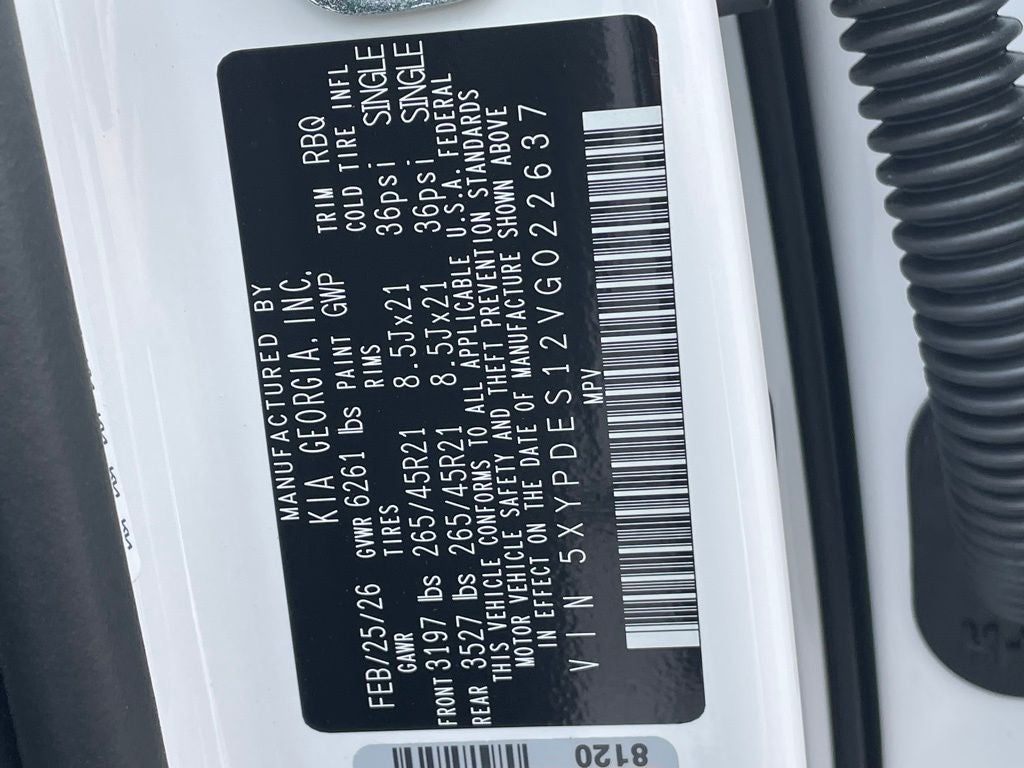 MANUFACTURED BY
KIA GEORGIA, INC.
FEB/25/26 GVWR 6261 lbs PAINT GWP TRIM RBQ
GAWR TIRES RIMS COLD TIRE INFL
FRONT 3197 lbs 265/45R21 8.5Jx21 36psi SINGLE
REAR 3527 lbs 265/45R21 8.5Jx21 36psi SINGLE
THIS VEHICLE CONFORMS TO ALL APPLICABLE U.S.A. FEDERAL
MOTOR VEHICLE SAFETY AND THEFT PREVENTION STANDARDS
IN EFFECT ON THE DATE OF MANUFACTURE SHOWN ABOVE
VIN 5XYPDES12VG022637
MPV
8120